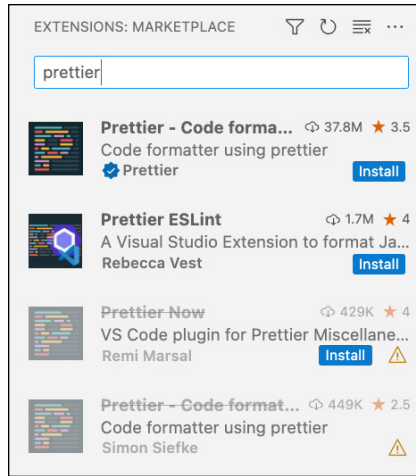 EXTENSIONS: MARKETPLACE
prettier
Prettier - Code forma... 37.8M ★ 3.5
Code formatter using prettier
Prettier Install
Prettier ESLint 1.7M ★ 4
A Visual Studio Extension to format Ja...
Rebecca Vest Install
Prettier Now 429K ★ 4
VS Code plugin for Prettier Miscellane...
Remi Marsal Install
Prettier - Code format... 449K ★ 2.5
Code formatter using prettier
Simon Siefke